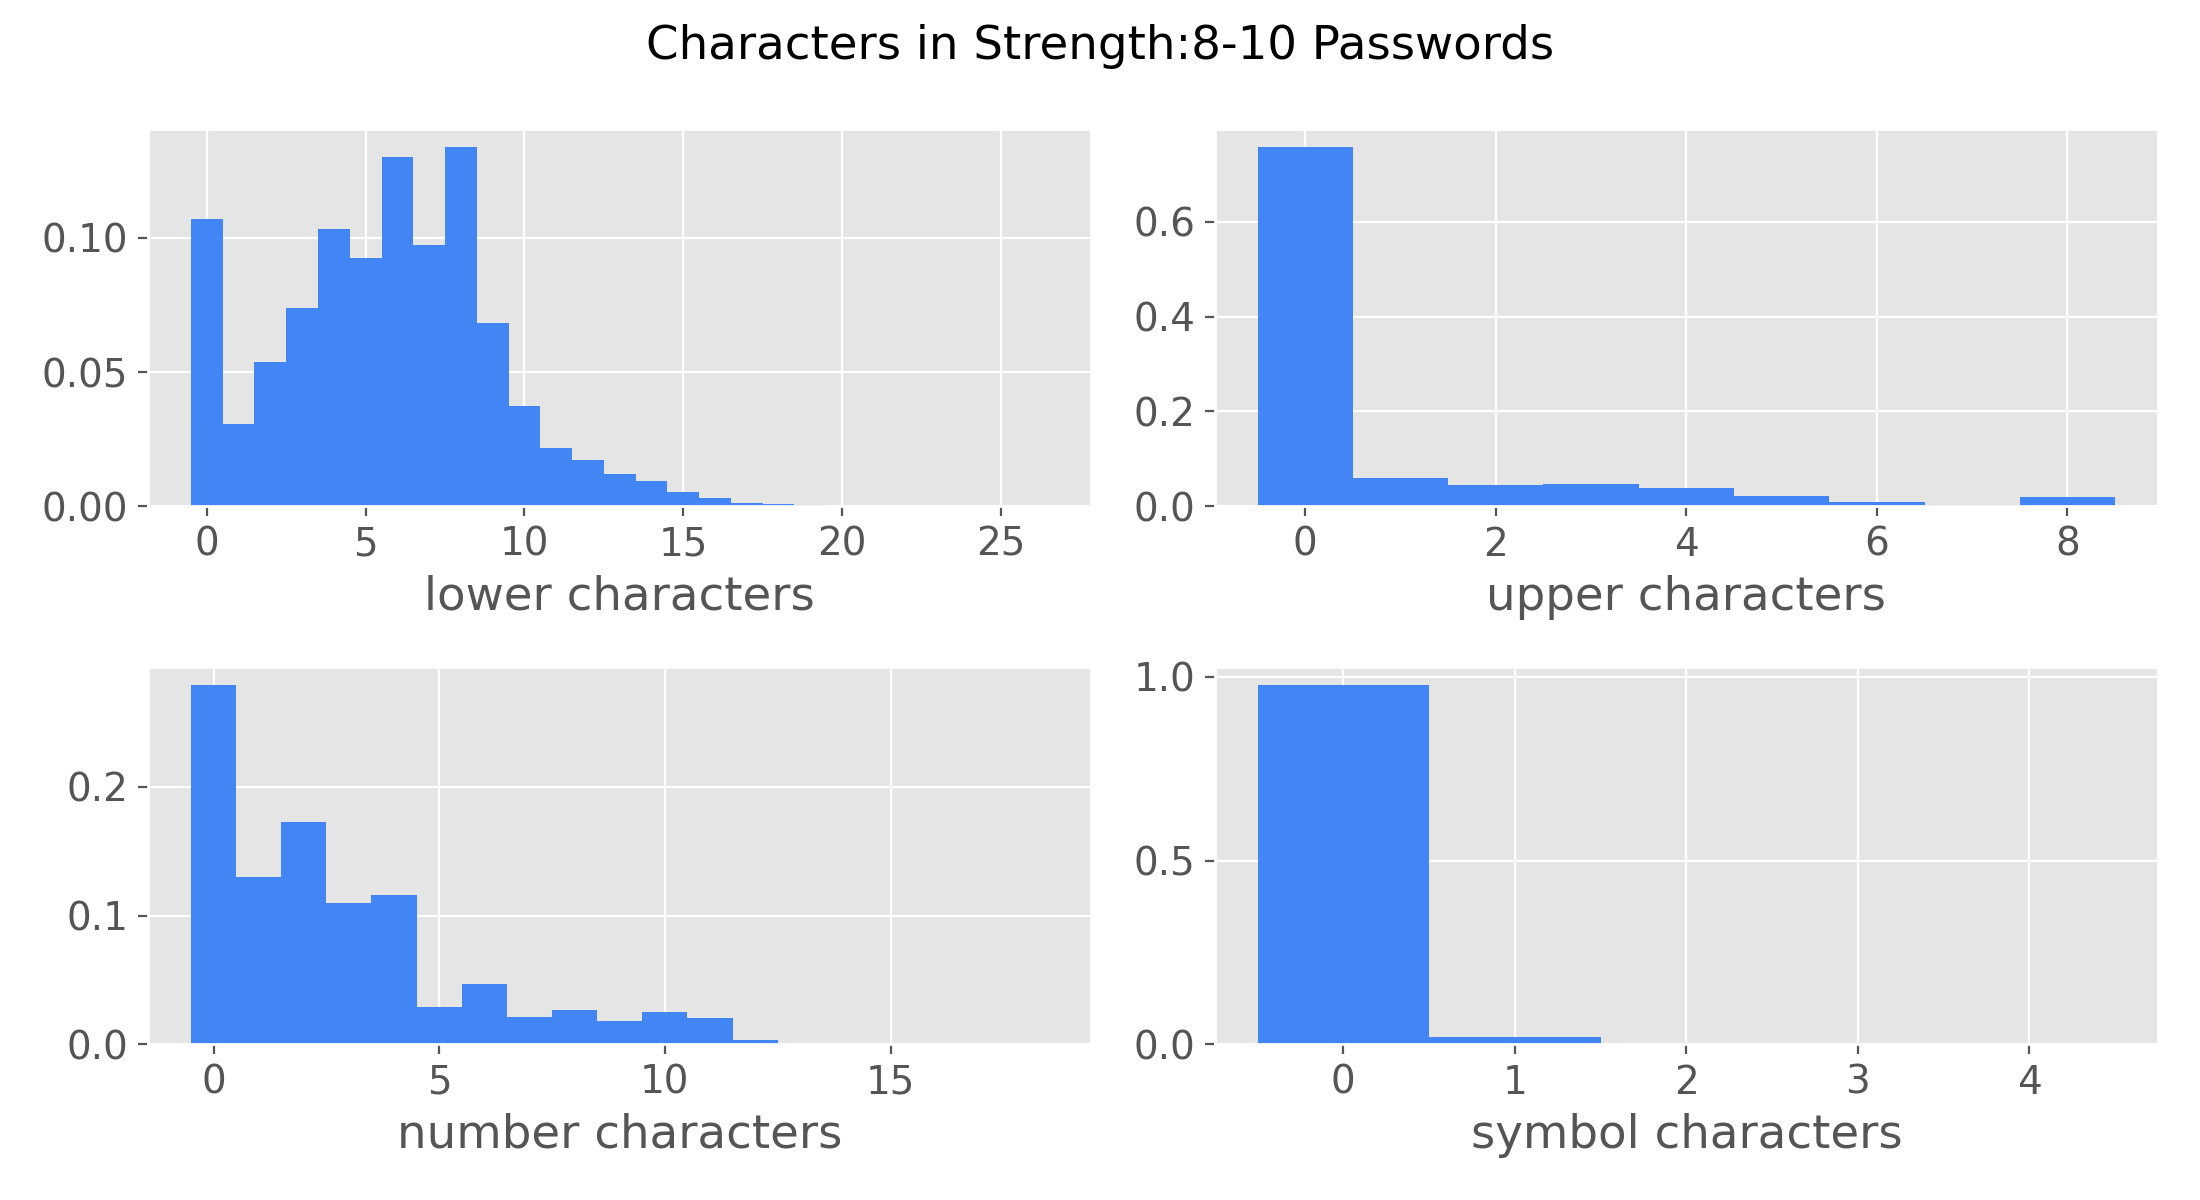 Characters in Strength:8-10 Passwords
0.10
0.05
0.00
0 5 10 15 20 25
lower characters
0.6
0.4
0.2
0.0
0 2 4 6 8
upper characters
0.2
0.1
0.0
0 5 10 15
number characters
1.0
0.5
0.0
0 1 2 3 4
symbol characters